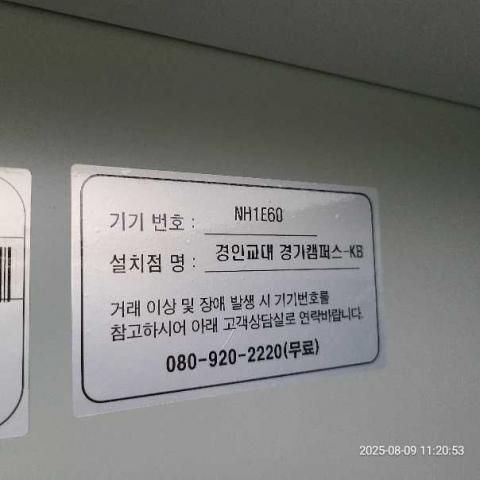 기기 번호 : NH1E60
설치점 명 : 경인교대 경기캠퍼스-KB
거래 이상 및 장애 발생 시 기기번호를
참고하시어 아래 고객상담실로 연락바랍니다.
080-920-2220(무료)
2025-08-09 11:20:53